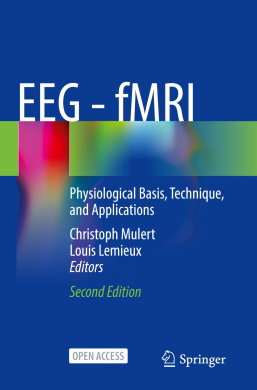 EEG - fMRI
Physiological Basis, Technique,
and Applications
Christoph Mulert
Louis Lemieux
Editors
Second Edition
OPEN ACCESS
Springer